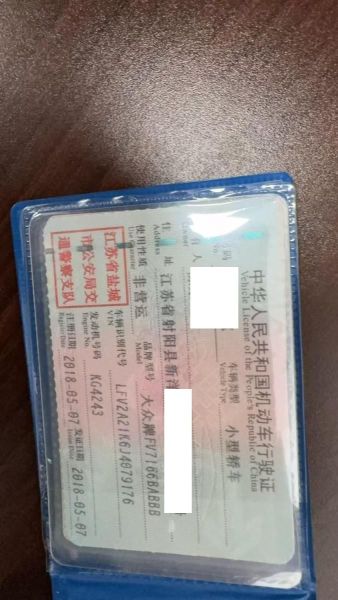 中华人民共和国机动车行驶证
Vehicle License of the People's Republic of China
号码 车辆类型 小型轿车
No. Vehicle Type
人
住 址 江苏省射阳县新
使用性质 非营运 品牌型号 大众牌FV7166BABBB
Use Character
江苏省盐城
市公安局交
通警察支队
车辆识别代号 LFV2A21K6J4079176
VIN
发动机号码 KG4243
Engine No.
注册日期 2018-05-07 发证日期 2018-05-07
Issue Date